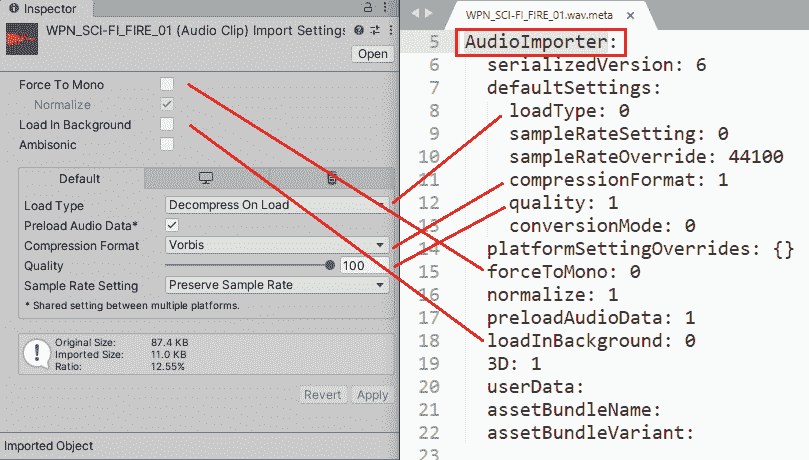 Inspector
WPN_SCI-FI_FIRE_01 (Audio Clip) Import Settings
Open
Force To Mono
Normalize
Load In Background
Ambisonic
Default
Load Type
Decompress On Load
Preload Audio Data*
Compression Format
Vorbis
Quality
100
Sample Rate Setting
Preserve Sample Rate
* Shared setting between multiple platforms.
Original Size: 87.4 KB
Imported Size: 11.0 KB
Ratio: 12.55%
Revert
Apply
Imported Object
WPN_SCI-FI_FIRE_01.wav.meta
5 AudioImporter:
6 serializedVersion: 6
7 defaultSettings:
8 loadType: 0
9 sampleRateSetting: 0
10 sampleRateOverride: 44100
11 compressionFormat: 1
12 quality: 1
13 conversionMode: 0
14 platformSettingOverrides: {}
15 forceToMono: 0
16 normalize: 1
17 preloadAudioData: 1
18 loadInBackground: 0
19 3D: 1
20 userData:
21 assetBundleName:
22 assetBundleVariant:
23